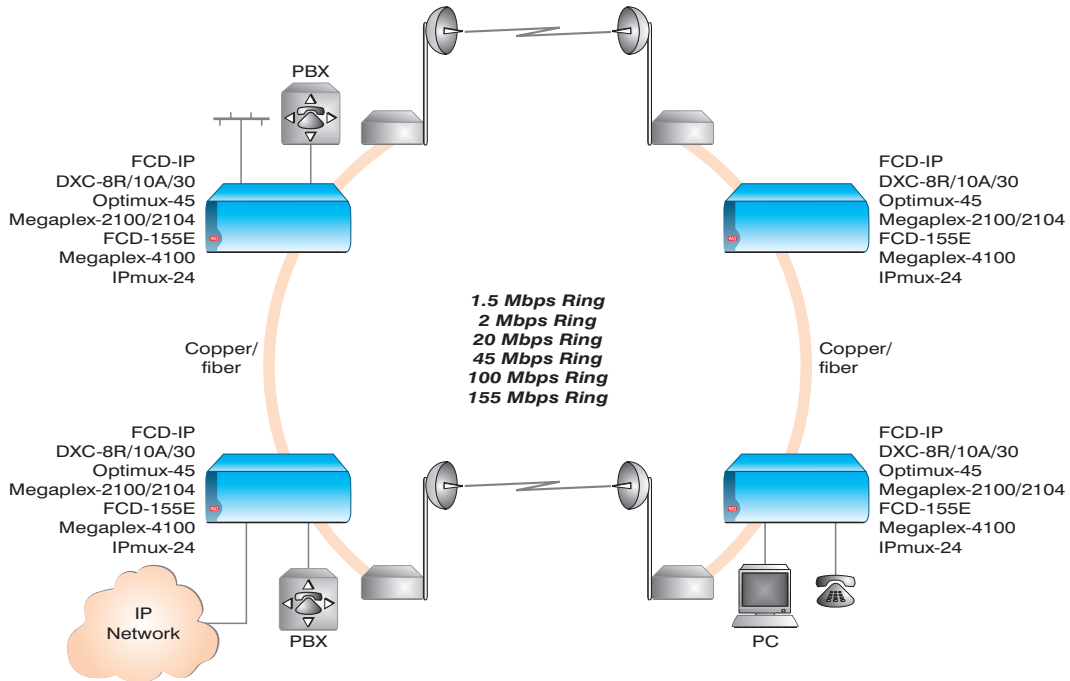 PBX
FCD-IP
DXC-8R/10A/30
Optimux-45
Megaplex-2100/2104
FCD-155E
Megaplex-4100
IPmux-24
FCD-IP
DXC-8R/10A/30
Optimux-45
Megaplex-2100/2104
FCD-155E
Megaplex-4100
IPmux-24
Copper/
fiber
1.5 Mbps Ring
2 Mbps Ring
20 Mbps Ring
45 Mbps Ring
100 Mbps Ring
155 Mbps Ring
Copper/
fiber
FCD-IP
DXC-8R/10A/30
Optimux-45
Megaplex-2100/2104
FCD-155E
Megaplex-4100
IPmux-24
FCD-IP
DXC-8R/10A/30
Optimux-45
Megaplex-2100/2104
FCD-155E
Megaplex-4100
IPmux-24
IP
Network
PBX
PC